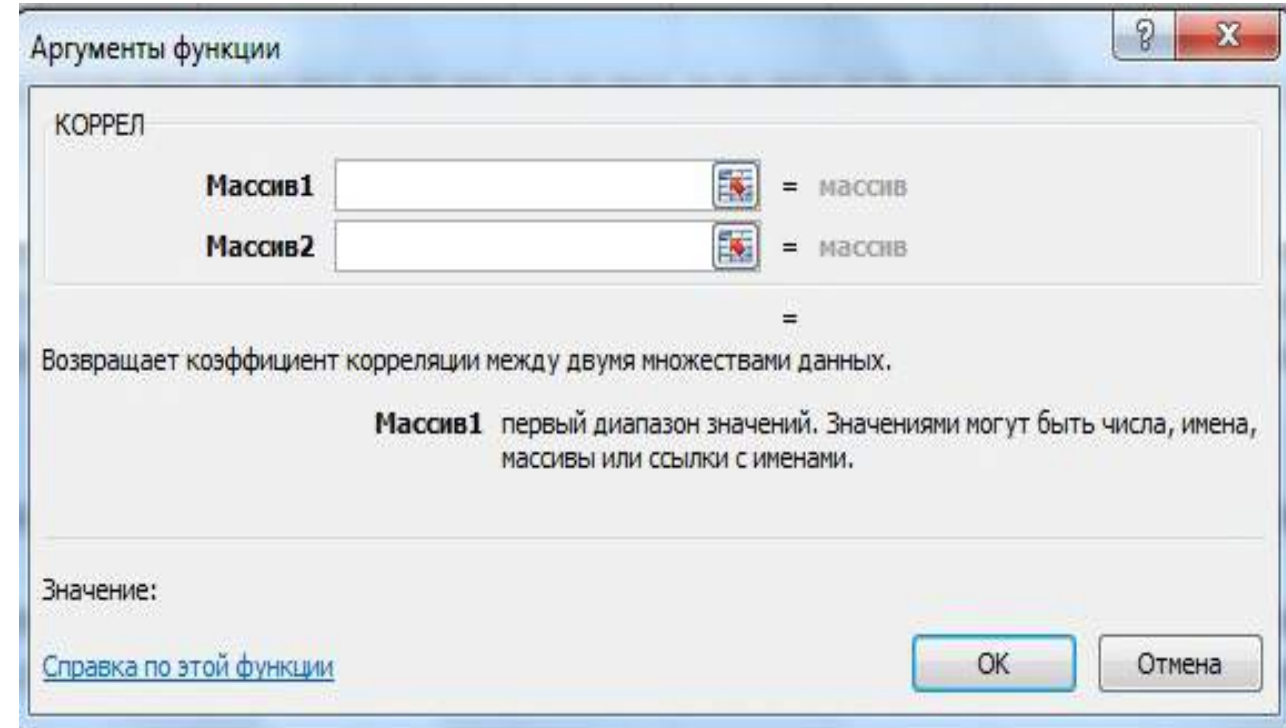 Аргументы функции
?
X
КОРРЕЛ
Массив1 = массив
Массив2 = массив
=
Возвращает коэффициент корреляции между двумя множествами данных.
Массив1 первый диапазон значений. Значениями могут быть числа, имена,
массивы или ссылки с именами.
Значение:
Справка по этой функции
ОК
Отмена